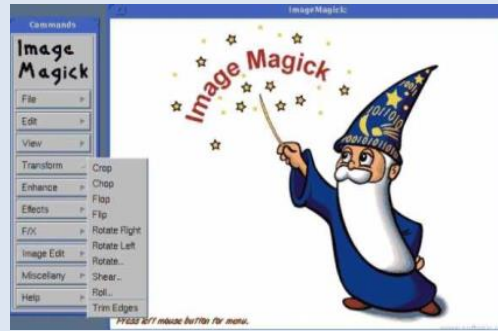 ImageMagick:
Commands
Image
Magick
File
Edit
View
Transform
Enhance
Effects
F/X
Image Edit
Miscellany
Help
Crop
Chop
Flop
Flip
Rotate Right
Rotate Left
Rotate...
Shear...
Roll...
Trim Edges
Image Magick
Press left mouse button for menu.